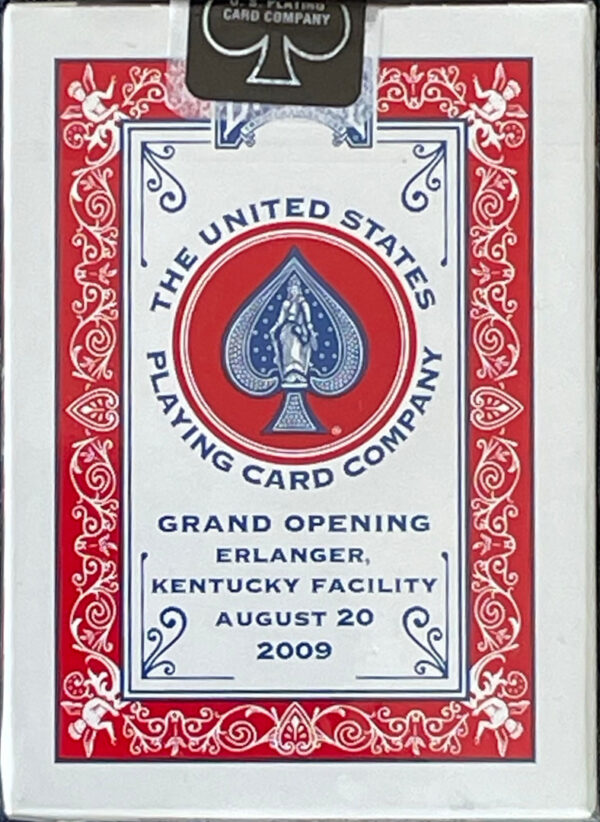 U. S. PLAYING
CARD COMPANY
THE UNITED STATES
PLAYING CARD COMPANY
GRAND OPENING
ERLANGER,
KENTUCKY FACILITY
AUGUST 20
2009